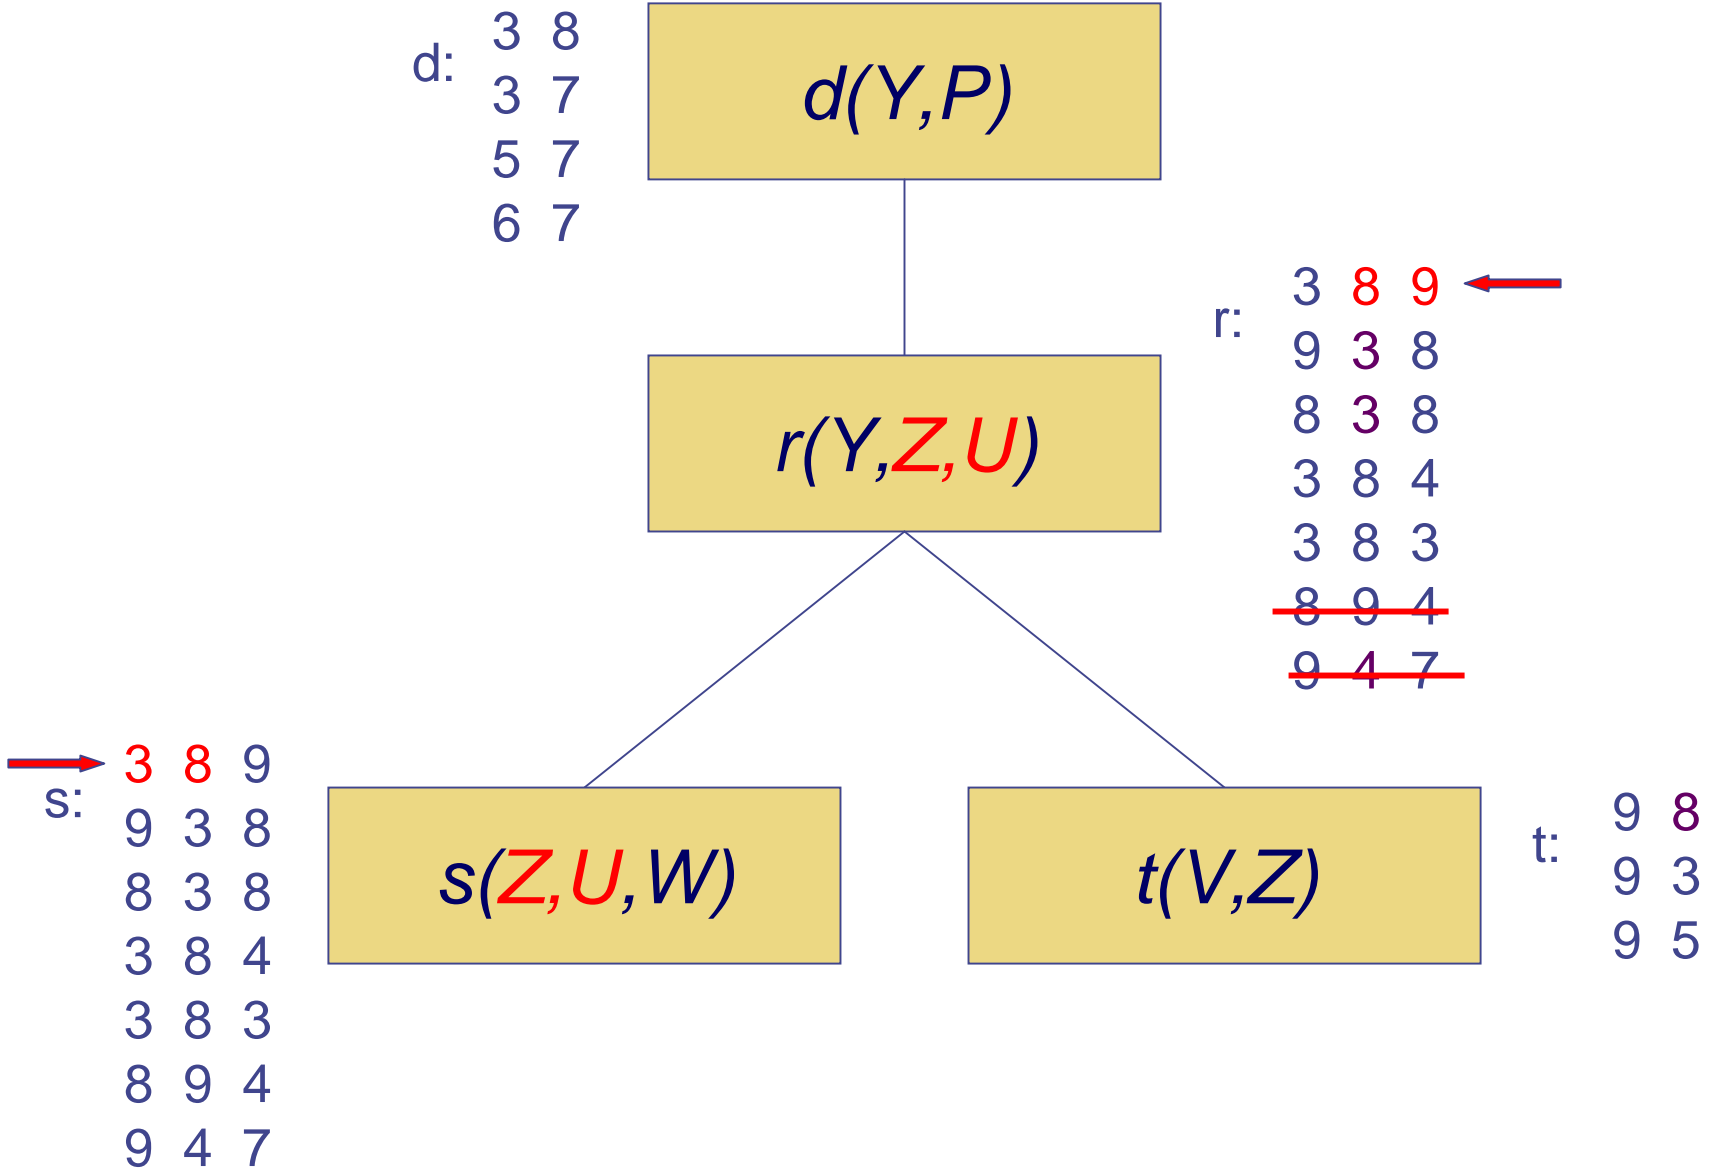 d:
3 8
3 7
5 7
6 7
d(Y,P)
r:
3 8 9
9 3 8
8 3 8
3 8 4
3 8 3
8 9 4
9 4 7
r(Y,Z,U)
s:
3 8 9
9 3 8
8 3 8
3 8 4
3 8 3
8 9 4
9 4 7
s(Z,U,W)
t(V,Z)
t:
9 8
9 3
9 5